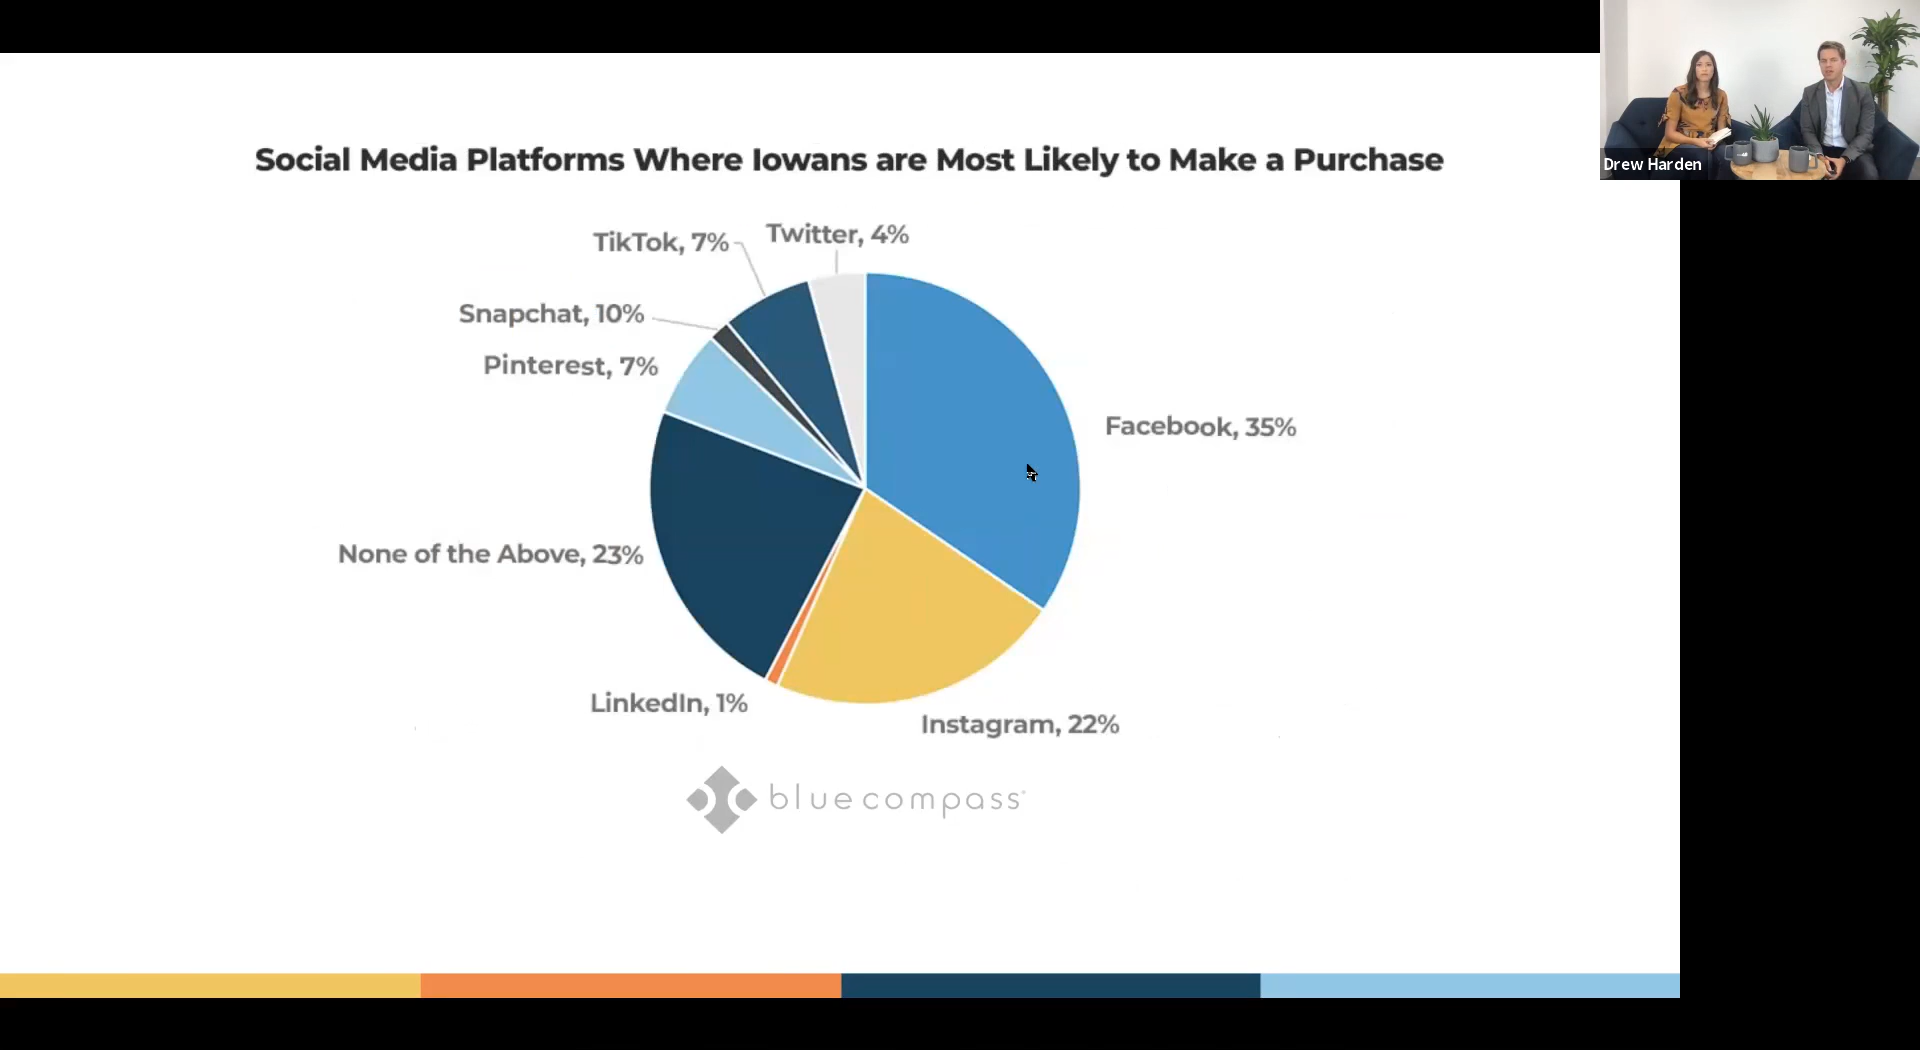 Drew Harden
Social Media Platforms Where Iowans are Most Likely to Make a Purchase
TikTok, 7%
Twitter, 4%
Snapchat, 10%
Pinterest, 7%
Facebook, 35%
None of the Above, 23%
LinkedIn, 1%
Instagram, 22%
blue compass